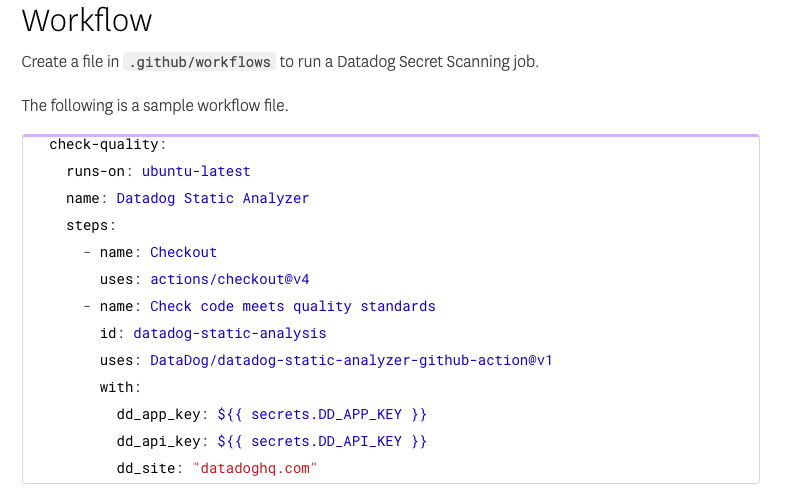 Workflow
Create a file in .github/workflows to run a Datadog Secret Scanning job.
The following is a sample workflow file.
check-quality:
runs-on: ubuntu-latest
name: Datadog Static Analyzer
steps:
- name: Checkout
uses: actions/checkout@v4
- name: Check code meets quality standards
id: datadog-static-analysis
uses: DataDog/datadog-static-analyzer-github-action@v1
with:
dd_app_key: ${{ secrets.DD_APP_KEY }}
dd_api_key: ${{ secrets.DD_API_KEY }}
dd_site: "datadoghq.com"